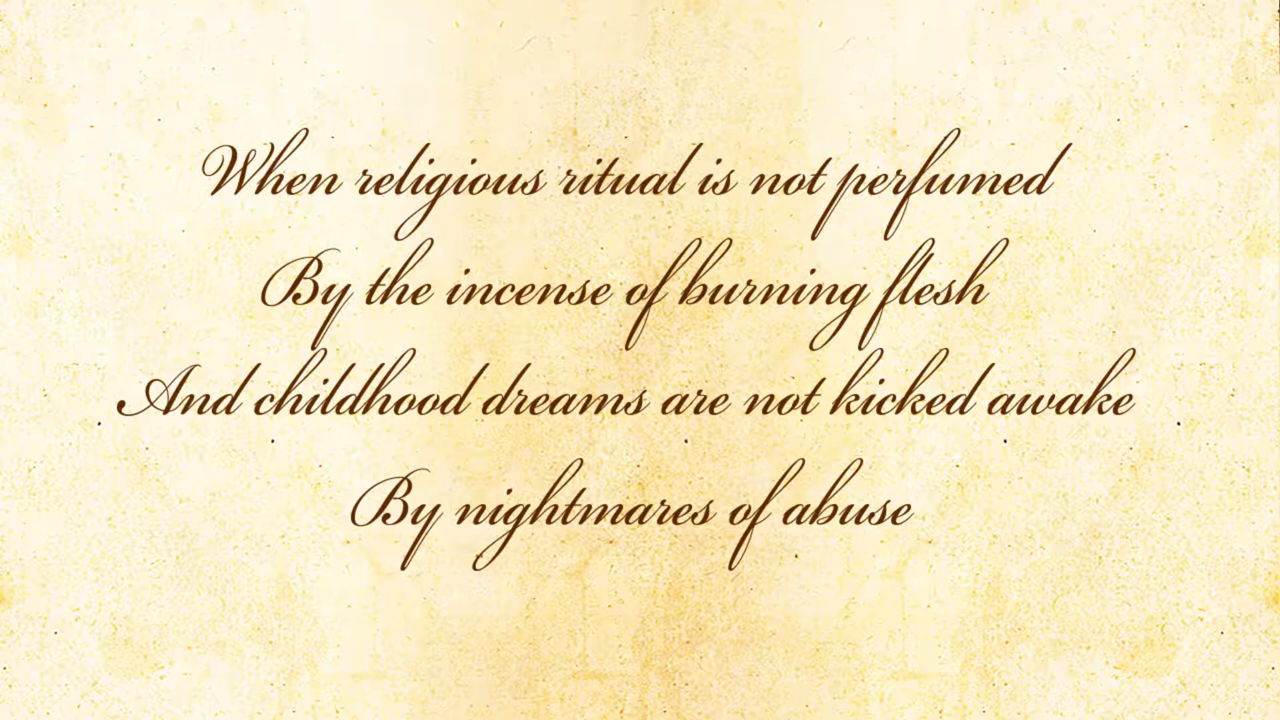 When religious ritual is not perfumed
By the incense of burning flesh
And childhood dreams are not kicked awake
By nightmares of abuse